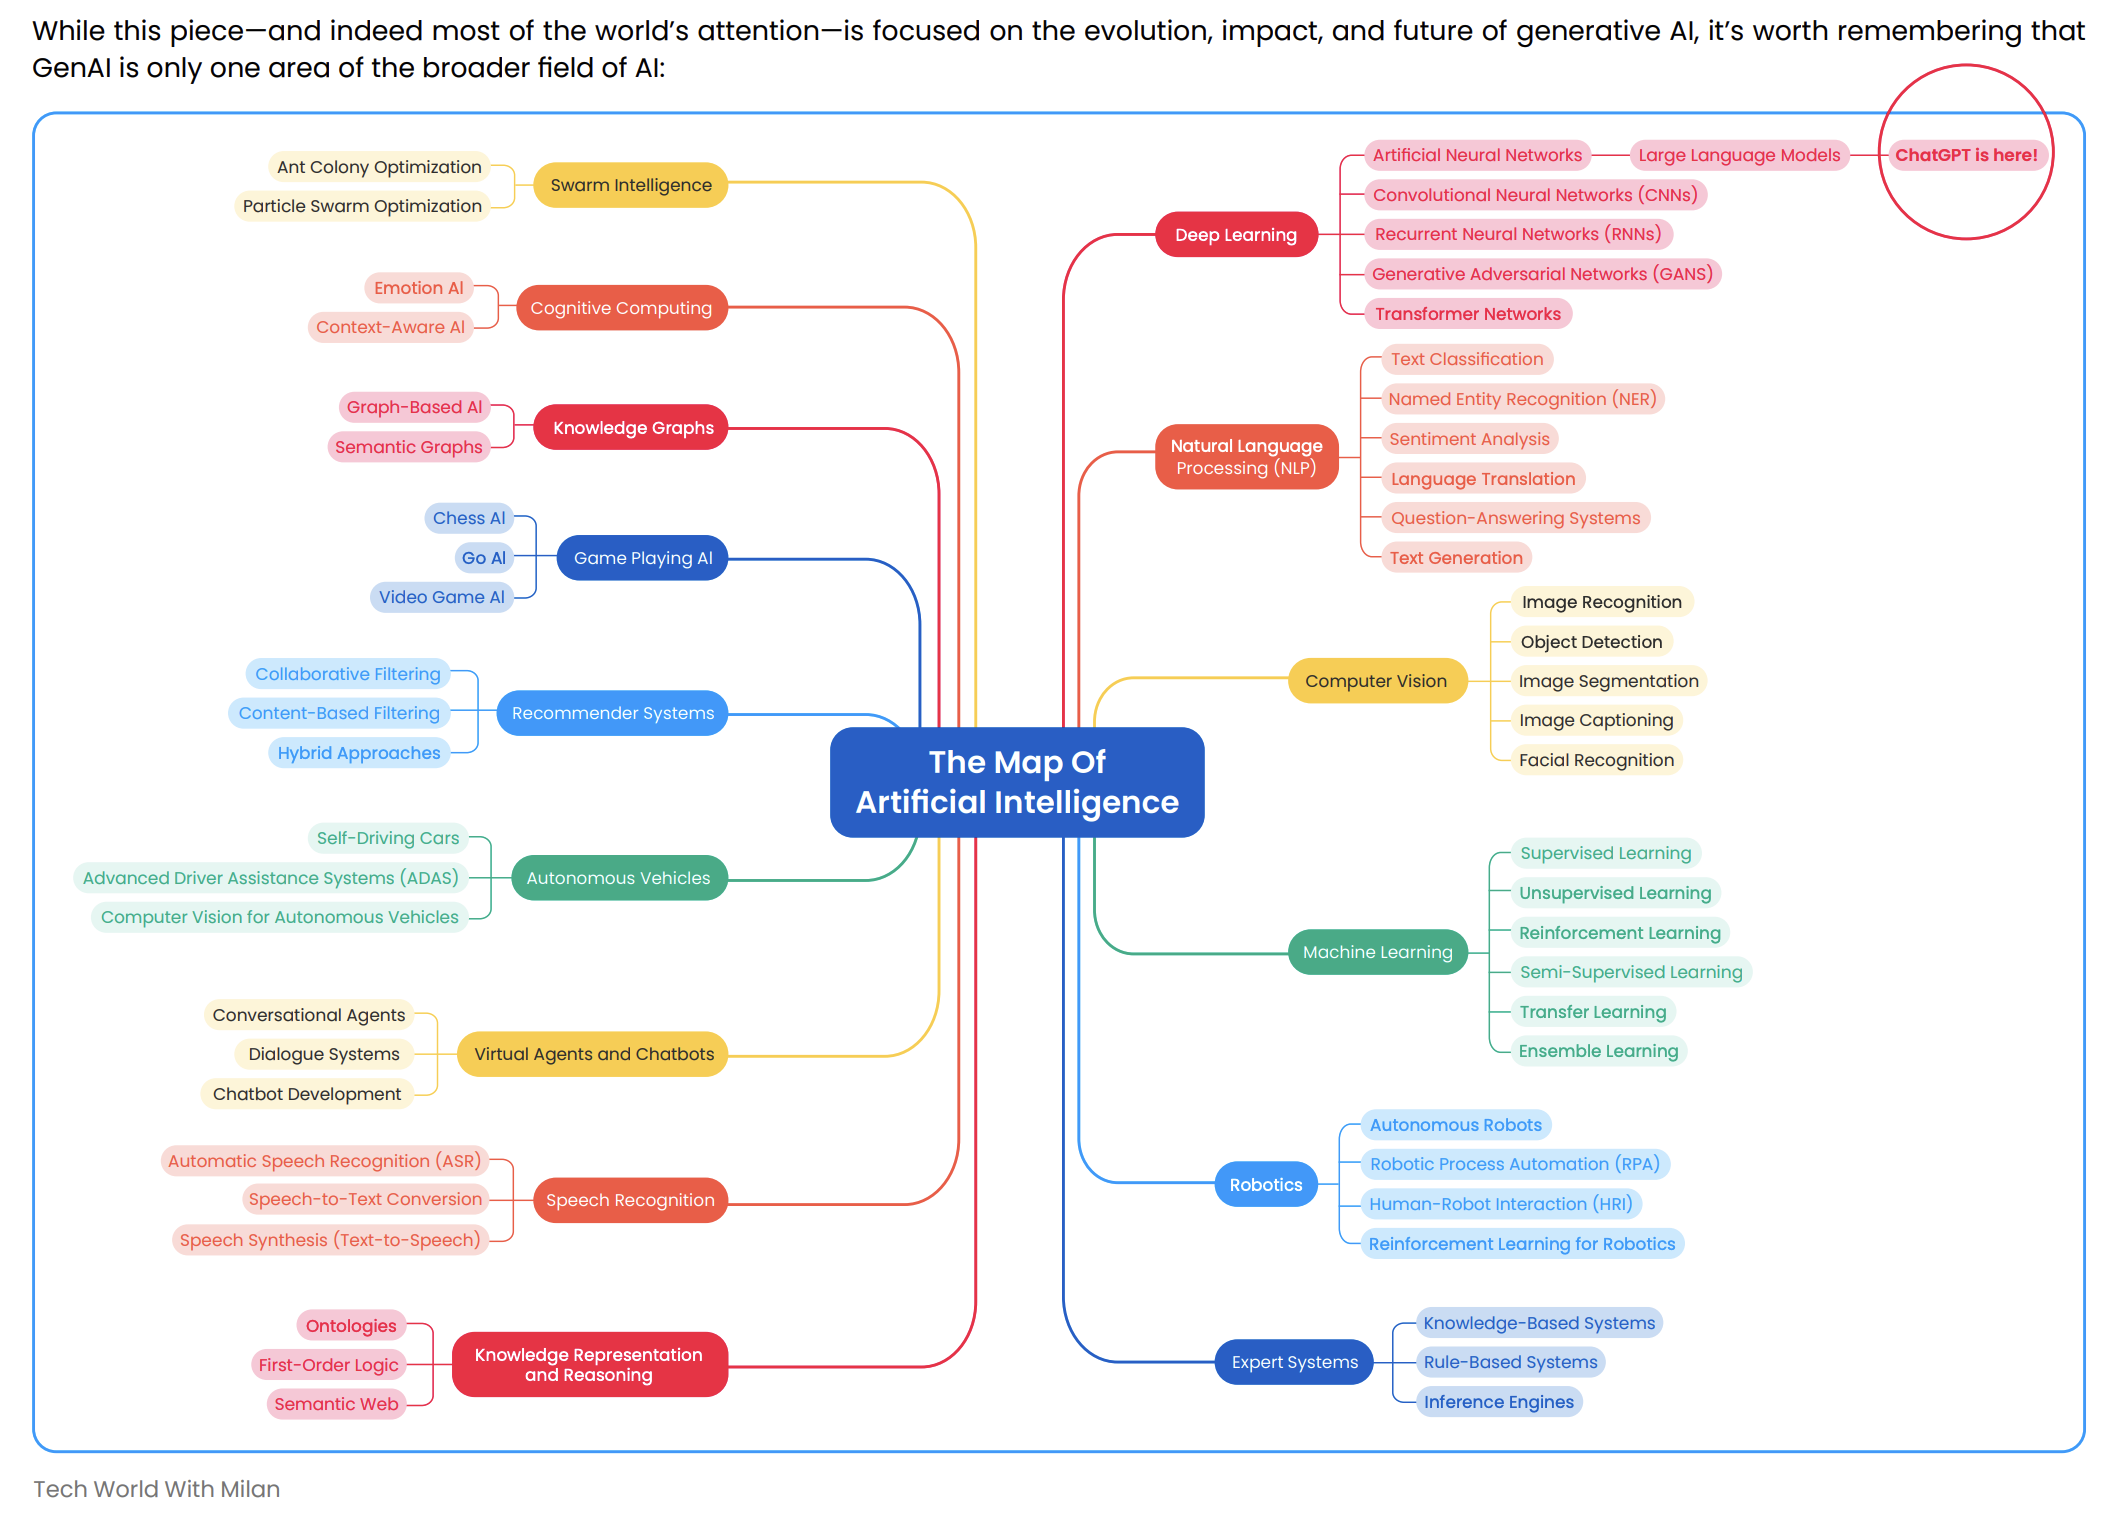 While this piece—and indeed most of the world's attention—is focused on the evolution, impact, and future of generative AI, it's worth remembering that
GenAI is only one area of the broader field of AI:
Ant Colony Optimization
Particle Swarm Optimization
Swarm Intelligence
Emotion AI
Context-Aware AI
Cognitive Computing
Graph-Based AI
Semantic Graphs
Knowledge Graphs
Chess AI
Go AI
Video Game AI
Game Playing AI
Collaborative Filtering
Content-Based Filtering
Hybrid Approaches
Recommender Systems
Self-Driving Cars
Advanced Driver Assistance Systems (ADAS)
Computer Vision for Autonomous Vehicles
Autonomous Vehicles
Conversational Agents
Dialogue Systems
Chatbot Development
Virtual Agents and Chatbots
Automatic Speech Recognition (ASR)
Speech-to-Text Conversion
Speech Synthesis (Text-to-Speech)
Speech Recognition
Ontologies
First-Order Logic
Semantic Web
Knowledge Representation
and Reasoning
The Map Of
Artificial Intelligence
Deep Learning
Artificial Neural Networks
Large Language Models
ChatGPT is here!
Convolutional Neural Networks (CNNs)
Recurrent Neural Networks (RNNs)
Generative Adversarial Networks (GANS)
Transformer Networks
Natural Language
Processing (NLP)
Text Classification
Named Entity Recognition (NER)
Sentiment Analysis
Language Translation
Question-Answering Systems
Text Generation
Computer Vision
Image Recognition
Object Detection
Image Segmentation
Image Captioning
Facial Recognition
Machine Learning
Supervised Learning
Unsupervised Learning
Reinforcement Learning
Semi-Supervised Learning
Transfer Learning
Ensemble Learning
Robotics
Autonomous Robots
Robotic Process Automation (RPA)
Human-Robot Interaction (HRI)
Reinforcement Learning for Robotics
Expert Systems
Knowledge-Based Systems
Rule-Based Systems
Inference Engines
Tech World With Milan